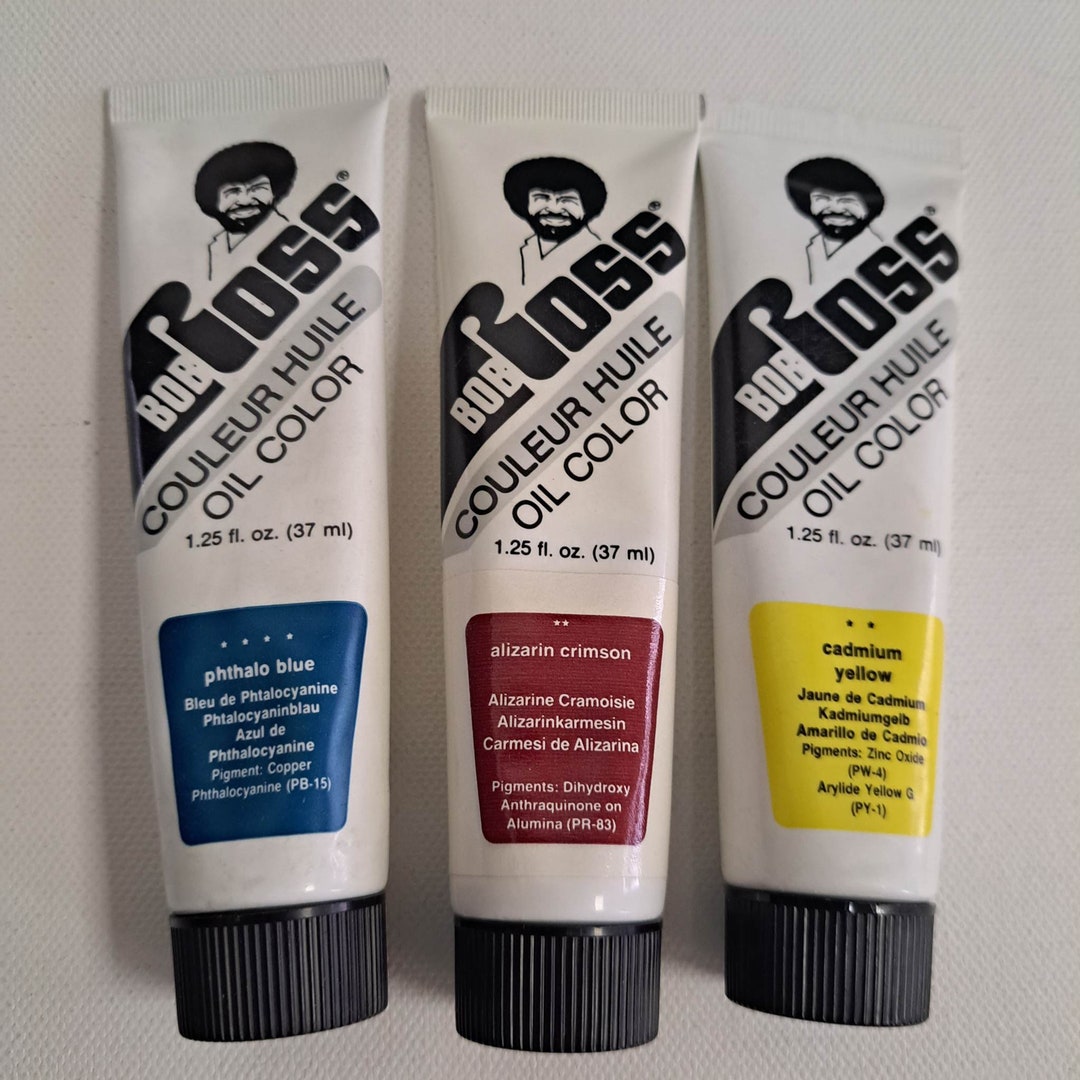 BOB ROSS®
COULEUR HUILE
OIL COLOR
1.25 fl. oz. (37 ml)
★ ★ ★ ★
phthalo blue
Bleu de Phtalocyanine
Phtalocyaninblau
Azul de
Phthalocyanine
Pigment: Copper
Phthalocyanine (PB-15)
BOB ROSS®
COULEUR HUILE
OIL COLOR
1.25 fl. oz. (37 ml)
★★
alizarin crimson
Alizarine Cramoisie
Alizarinkarmesin
Carmesi de Alizarina
Pigments: Dihydroxy
Anthraquinone on
Alumina (PR-83)
BOB ROSS®
COULEUR HUILE
OIL COLOR
1.25 fl. oz. (37 ml)
★ ★
cadmium
yellow
Jaune de Cadmium
Kadmiumgelb
Amarillo de Cadmio
Pigments: Zinc Oxide
(PW-4)
Arylide Yellow G
(PY-1)